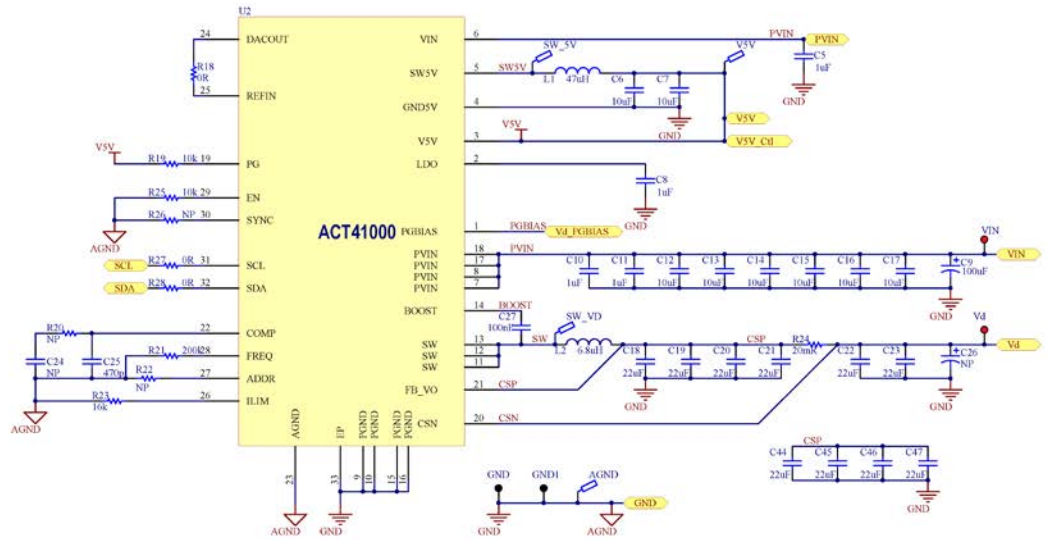 U2
ACT41000
24 DACOUT
R18
0R
25 REFIN
V5V R19 10k 19 PG
R25 10k 29 EN
R26 NP 30 SYNC
AGND
SCL R27 0R 31 SCL
SDA R28 0R 32 SDA
R20
NP
22 COMP
C24
NP
C25
470p
R21 200k 28 FREQ
R22
NP
27 ADDR
R23
16k
26 ILIM
AGND
VIN 6 PVIN PVIN
C5
1uF
GND
SW5V 5 SW5V
SW_5V
L1 47uH
C6
10uF
C7
10uF
V5V
GND5V 4
GND
V5V
V5V 3 V5V
V5V_Ctl
LDO 2
C8
1uF
GND
PGBIAS 1 PGBIAS Vd_PGBIAS
PVIN 18 PVIN
PVIN 17
PVIN 8
PVIN 7
C10
1uF
C11
1uF
C12
10uF
C13
10uF
C14
10uF
C15
10uF
C16
10uF
C17
10uF
C9
100uF
VIN
VIN
GND
BOOST 14 BOOST
C27
100nF
SW_VD
SW 13 SW
SW 12
SW 11
L2 6.8uH
C18
22uF
C19
22uF
C20
22uF
CSP
C21
22uF
R24
20mR
C22
22uF
C23
22uF
C26
NP
Vd
Vd
GND
GND
FB_VO 21 CSP
CSN 20 CSN
CSP
C44
22uF
C45
22uF
C46
22uF
C47
22uF
GND
AGND EP PGND PGND PGND PGND
23 33 9 10 15 16
AGND
GND
GND GND1 AGND
GND
GND AGND